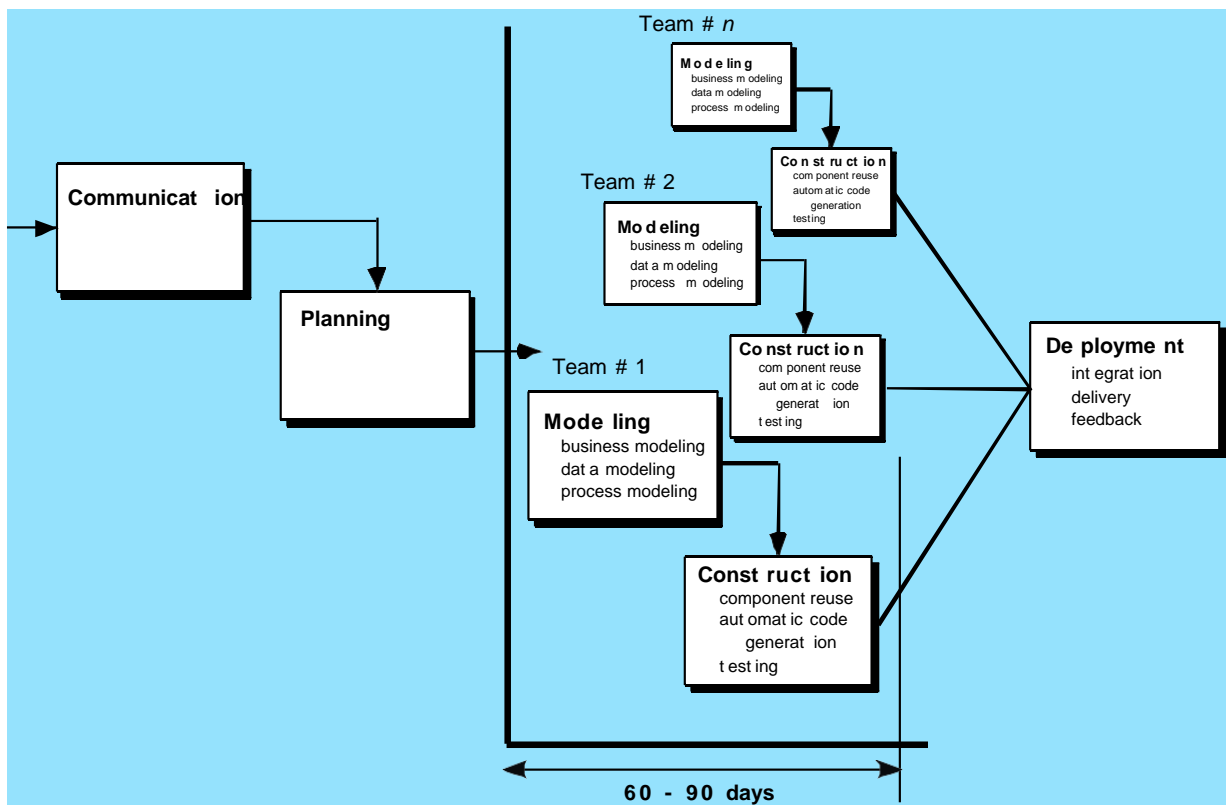 Team # n
Modeling
business modeling
data modeling
process modeling
Construction
component reuse
automatic code
generation
testing
Team # 2
Modeling
business modeling
data modeling
process modeling
Construction
component reuse
automatic code
generation
testing
Communication
Planning
Team # 1
Modeling
business modeling
data modeling
process modeling
Construction
component reuse
automatic code
generation
testing
Deployment
integration
delivery
feedback
60 - 90 days